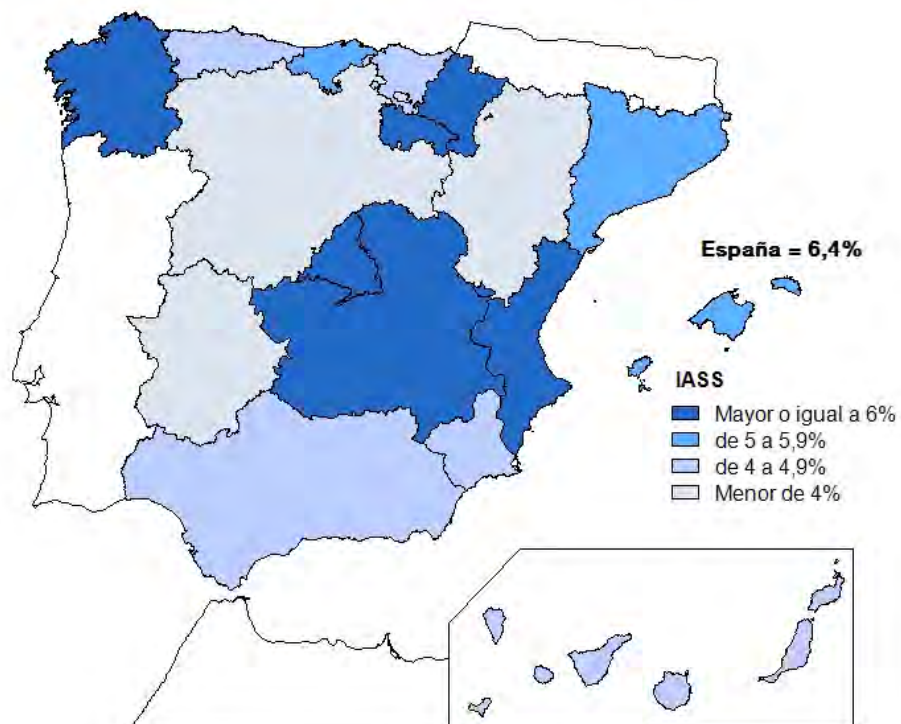 España = 6,4%
IASS
Mayor o igual a 6%
de 5 a 5,9%
de 4 a 4,9%
Menor de 4%